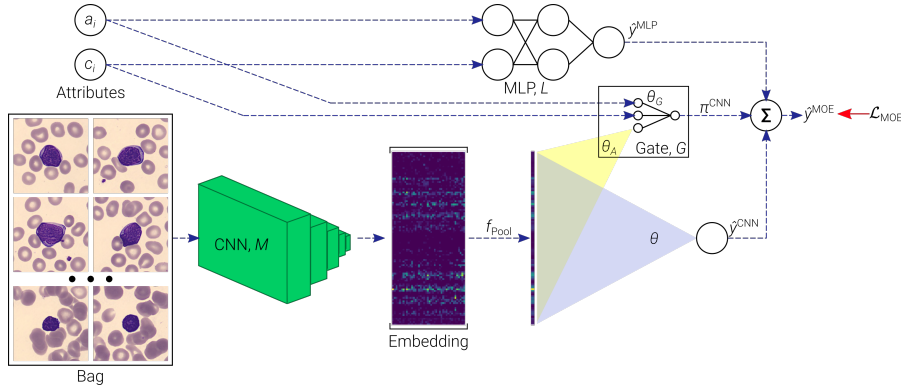 a_i
c_i
Attributes
MLP, L
ŷ^MLP
θ_G
π^CNN
Σ
ŷ^MOE
ℒ_MOE
θ_A
Gate, G
CNN, M
f_Pool
θ
ŷ^CNN
Embedding
Bag